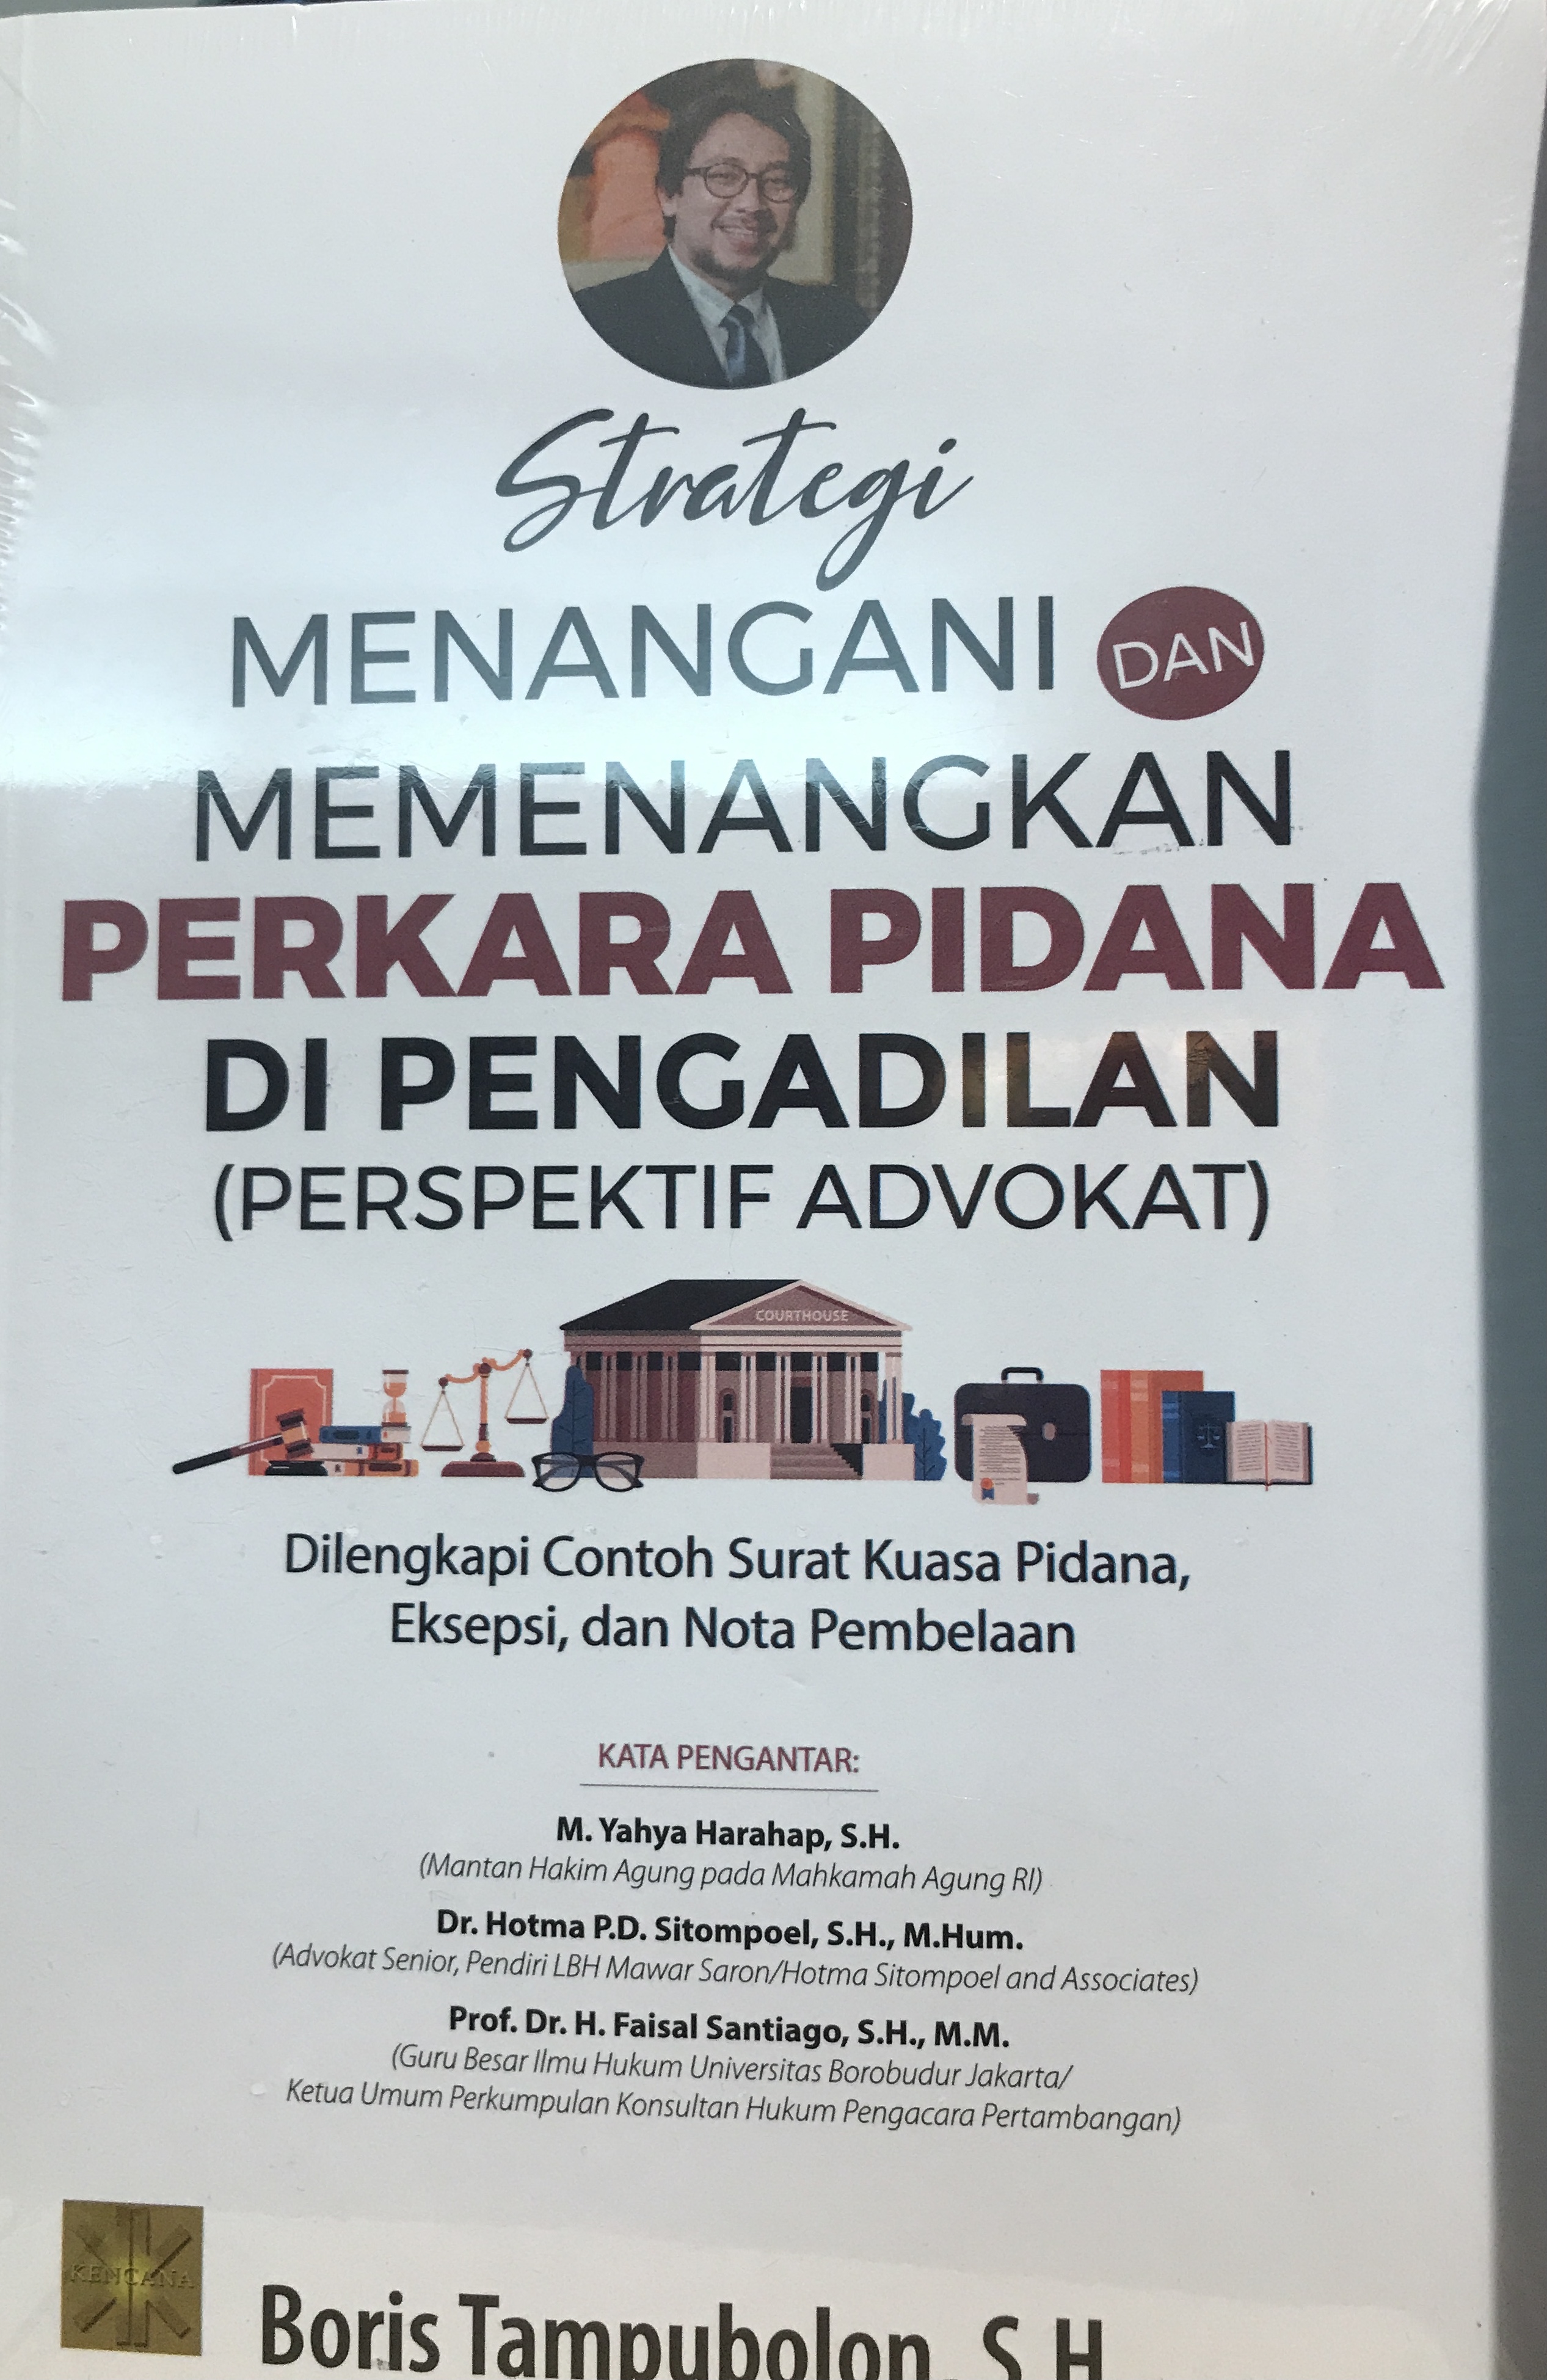 Strategi
MENANGANI DAN
MEMENANGKAN
PERKARA PIDANA
DI PENGADILAN
(PERSPEKTIF ADVOKAT)
COURTHOUSE
Dilengkapi Contoh Surat Kuasa Pidana,
Eksepsi, dan Nota Pembelaan
KATA PENGANTAR:
M. Yahya Harahap, S.H.
(Mantan Hakim Agung pada Mahkamah Agung RI)
Dr. Hotma P.D. Sitompoel, S.H., M.Hum.
(Advokat Senior, Pendiri LBH Mawar Saron/Hotma Sitompoel and Associates)
Prof. Dr. H. Faisal Santiago, S.H., M.M.
(Guru Besar Ilmu Hukum Universitas Borobudur Jakarta/
Ketua Umum Perkumpulan Konsultan Hukum Pengacara Pertambangan)
KENCANA
Boris Tampubolon, S.H.